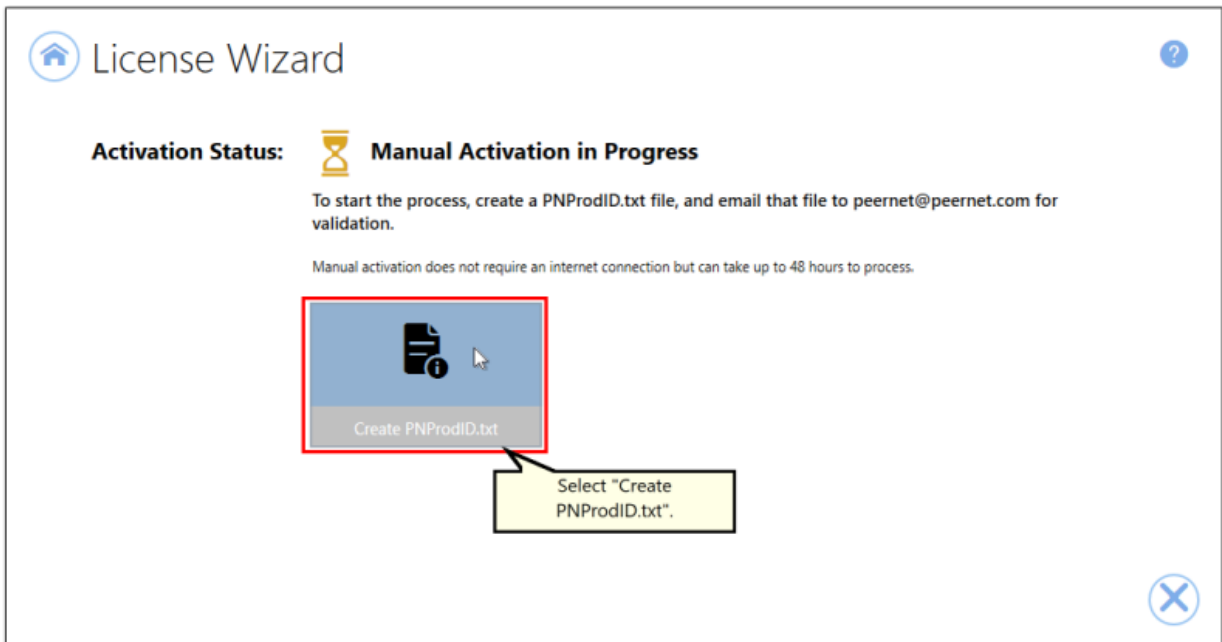 License Wizard
?
Activation Status:
Manual Activation in Progress
To start the process, create a PNProdID.txt file, and email that file to peernet@peernet.com for
validation.
Manual activation does not require an internet connection but can take up to 48 hours to process.
Create PNProdID.txt
Select "Create
PNProdID.txt".